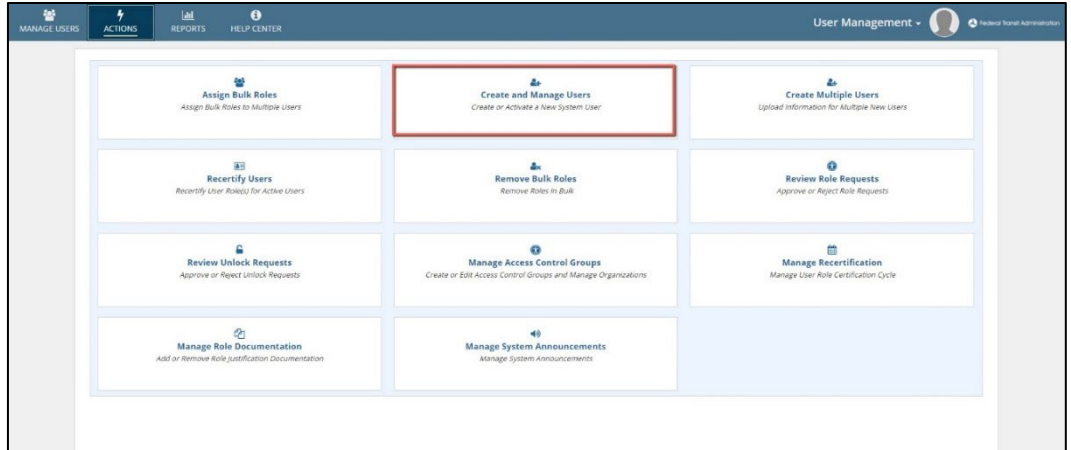 MANAGE USERS ACTIONS REPORTS HELP CENTER User Management Federal Transit Administration
Assign Bulk Roles
Assign Bulk Roles to Multiple Users
Create and Manage Users
Create or Activate a New System User
Create Multiple Users
Upload Information for Multiple New Users
Recertify Users
Recertify User Role(s) for Active Users
Remove Bulk Roles
Remove Roles in Bulk
Review Role Requests
Approve or Reject Role Requests
Review Unlock Requests
Approve or Reject Unlock Requests
Manage Access Control Groups
Create or Edit Access Control Groups and Manage Organizations
Manage Recertification
Manage User Role Certification Cycle
Manage Role Documentation
Add or Remove Role Justification Documentation
Manage System Announcements
Manage System Announcements